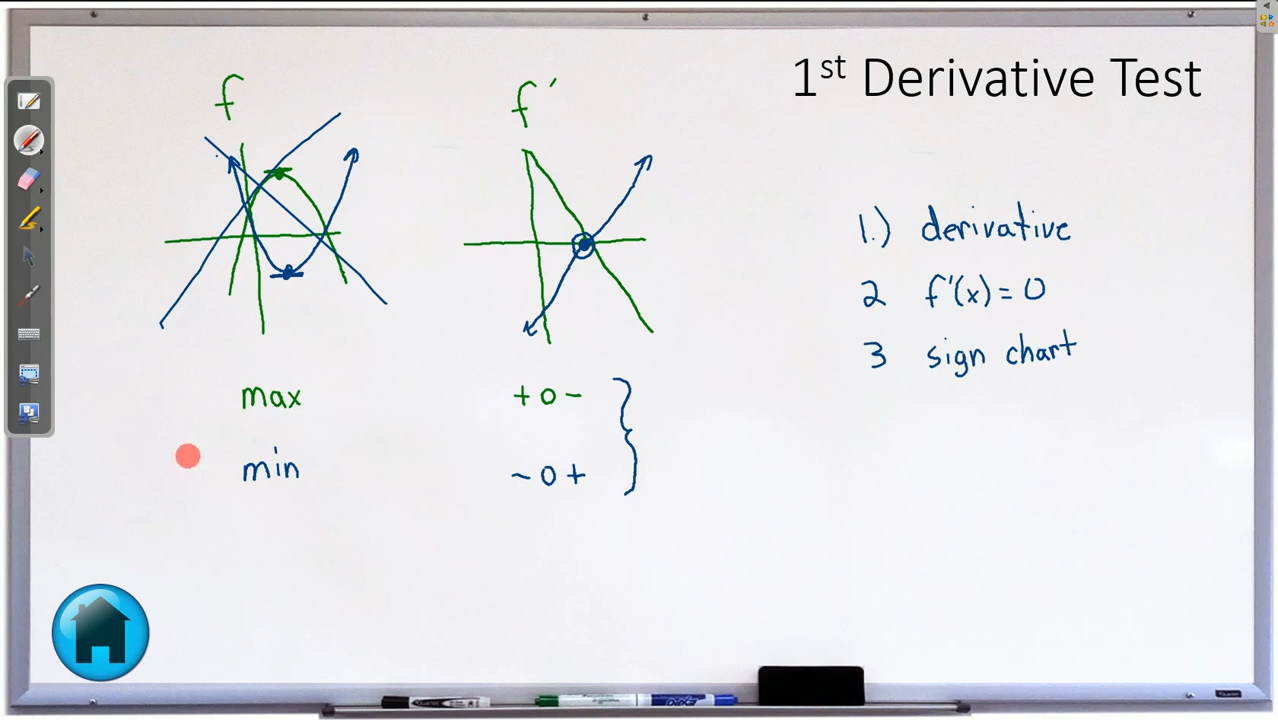 1st Derivative Test
f
f'
max
+ 0 -
min
- 0 +
1.) derivative
2 f'(x) = 0
3 sign chart